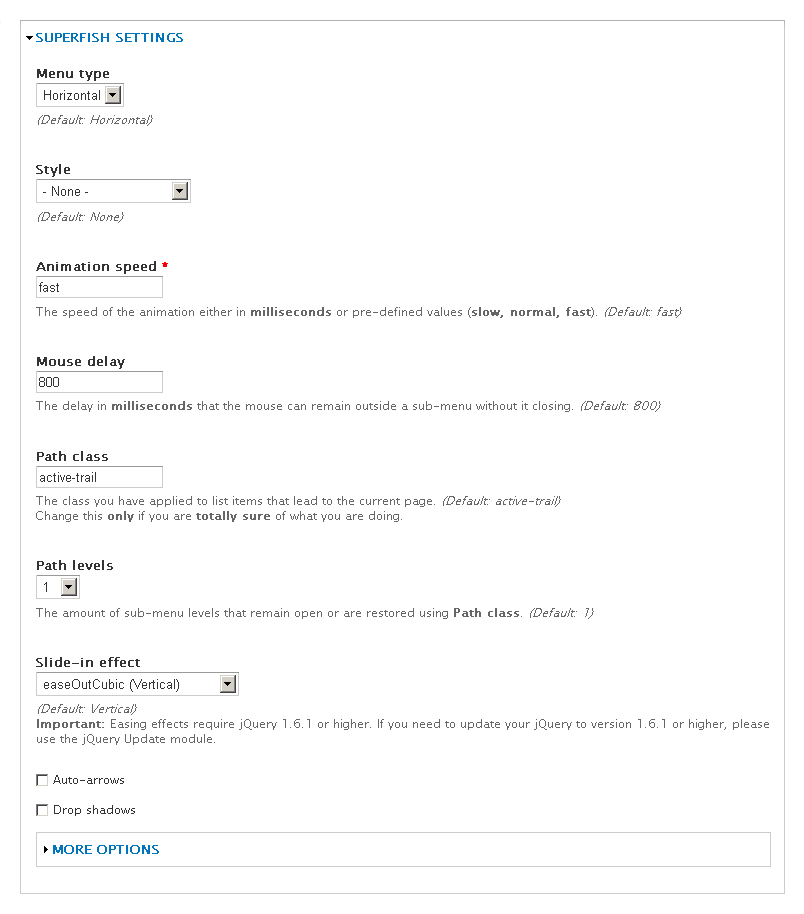 SUPERFISH SETTINGS
Menu type
Horizontal
(Default: Horizontal)
Style
- None -
(Default: None)
Animation speed *
fast
The speed of the animation either in milliseconds or pre-defined values (slow, normal, fast). (Default: fast)
Mouse delay
800
The delay in milliseconds that the mouse can remain outside a sub-menu without it closing. (Default: 800)
Path class
active-trail
The class you have applied to list items that lead to the current page. (Default: active-trail)
Change this only if you are totally sure of what you are doing.
Path levels
1
The amount of sub-menu levels that remain open or are restored using Path class. (Default: 1)
Slide-in effect
easeOutCubic (Vertical)
(Default: Vertical)
Important: Easing effects require jQuery 1.6.1 or higher. If you need to update your jQuery to version 1.6.1 or higher, please
use the jQuery Update module.
Auto-arrows
Drop shadows
MORE OPTIONS